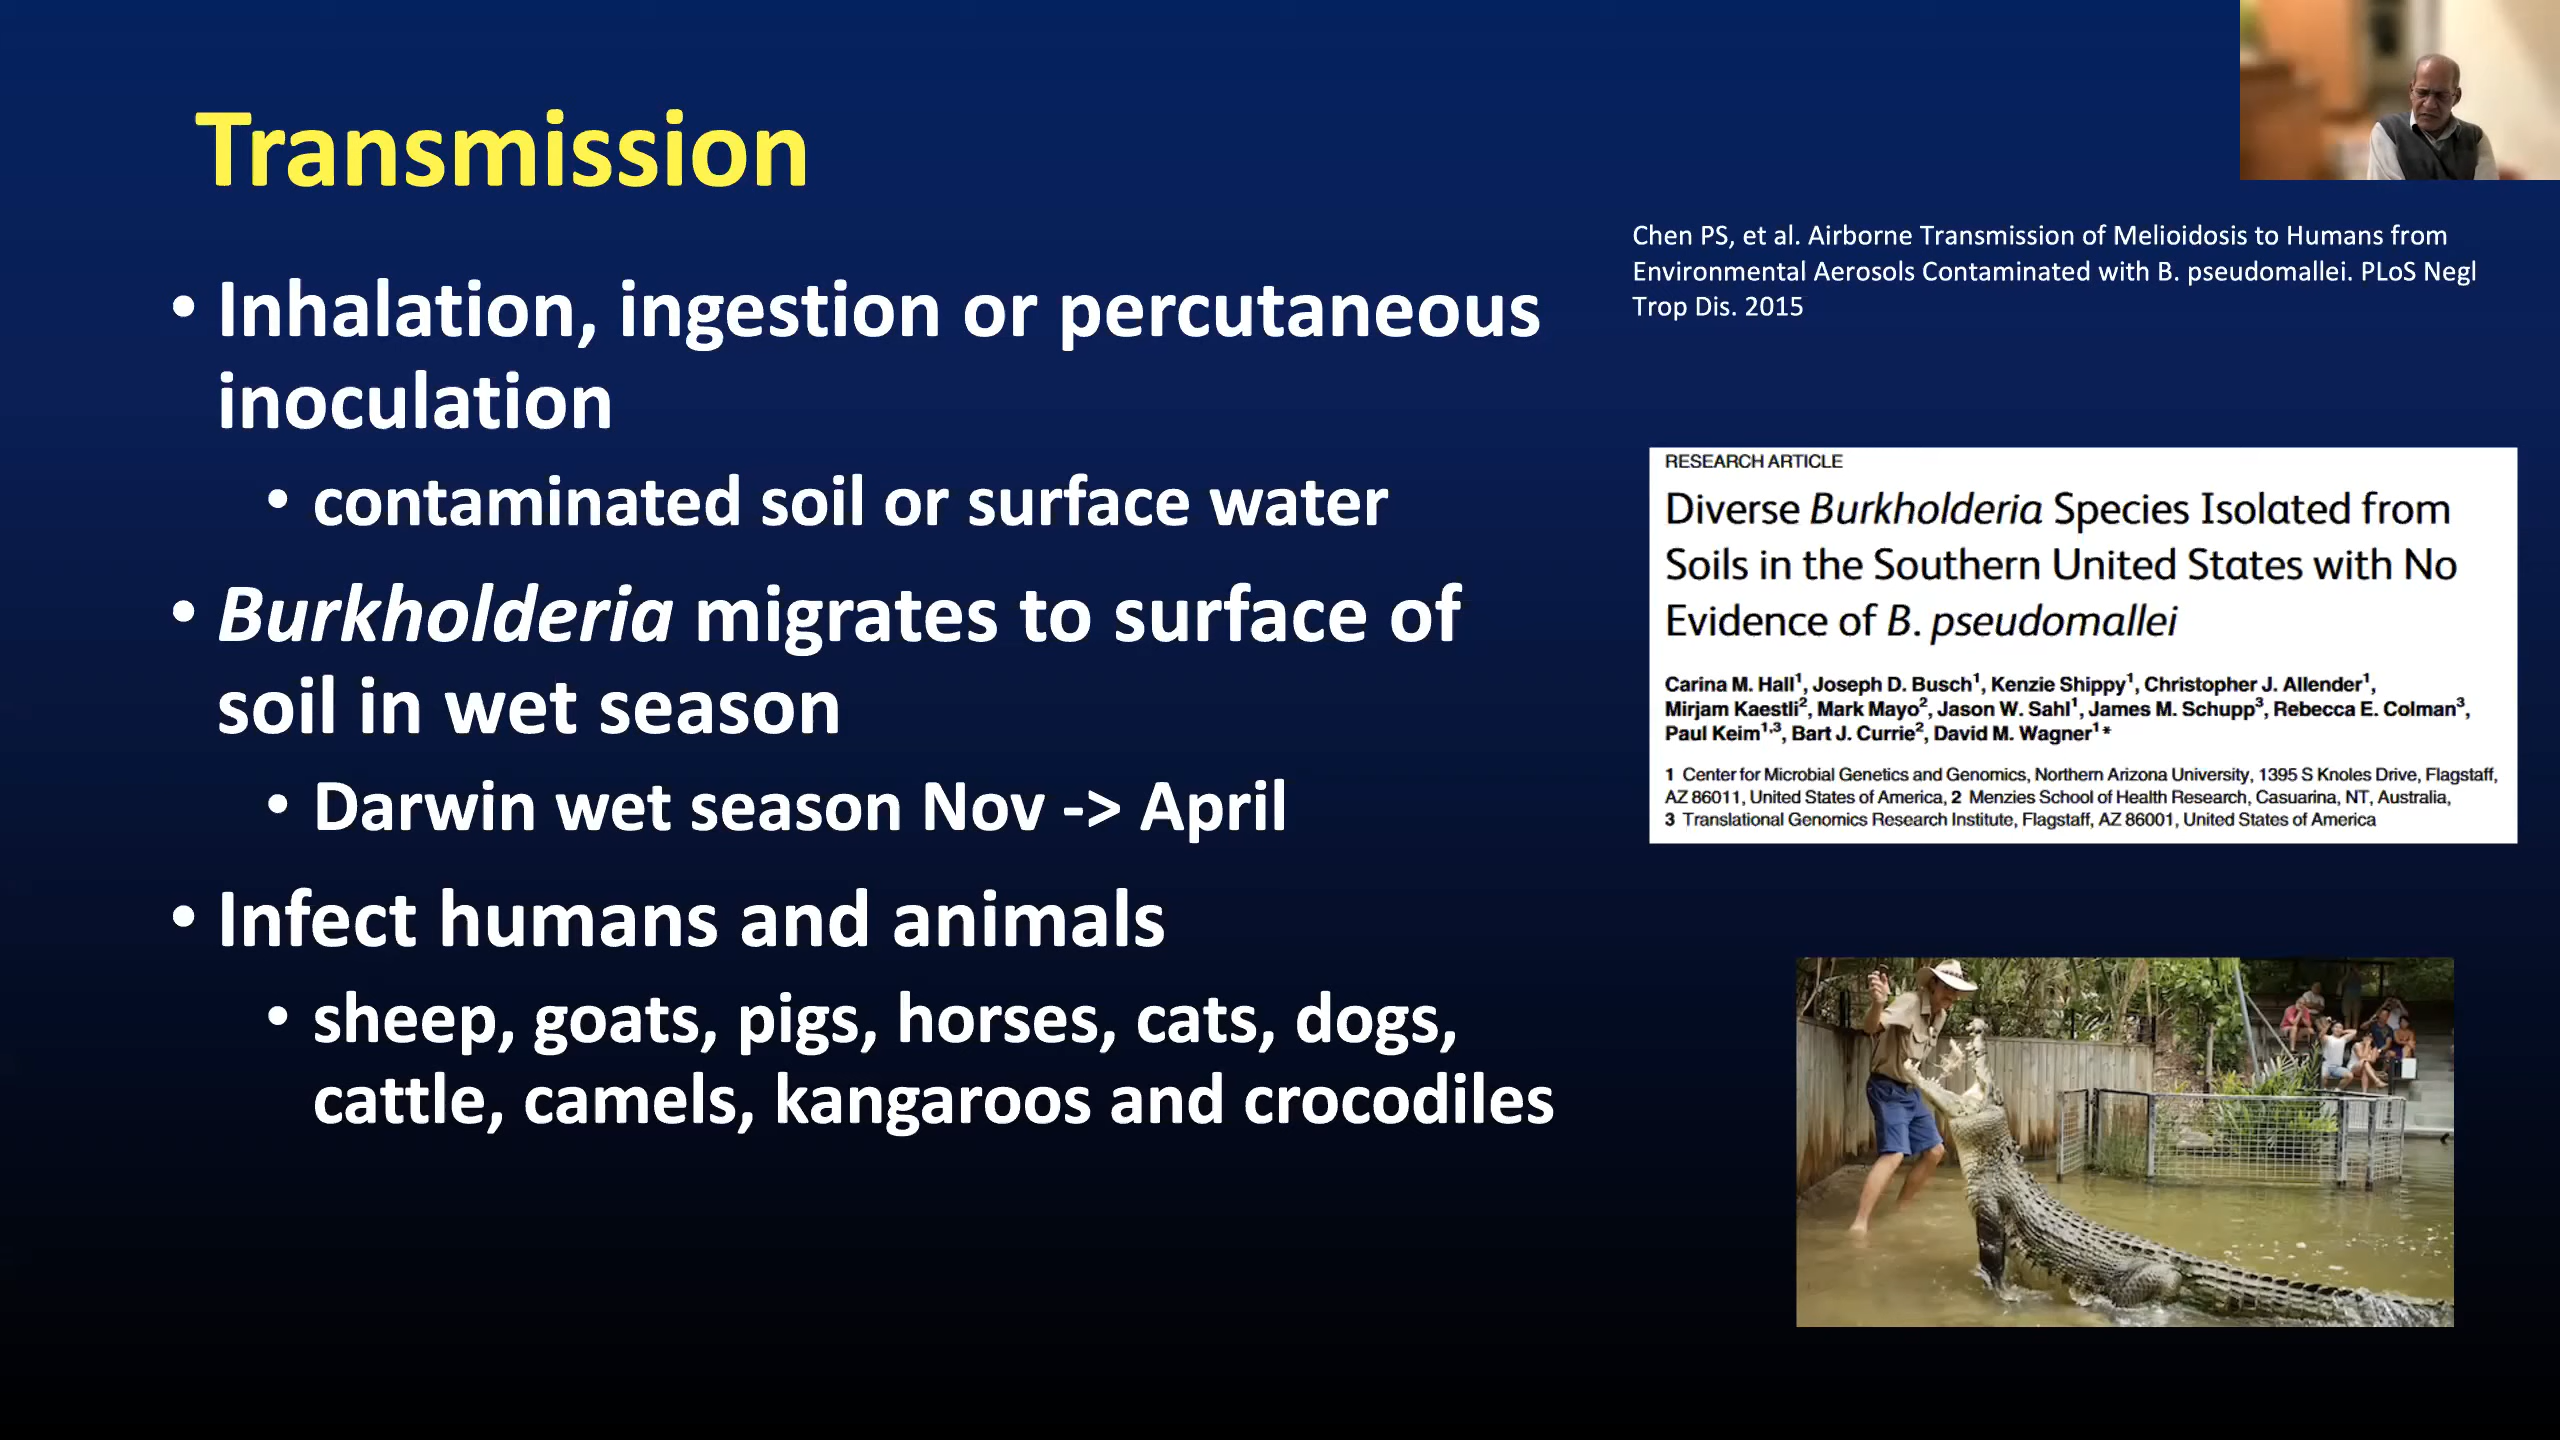 Transmission
• Inhalation, ingestion or percutaneous
inoculation
• contaminated soil or surface water
• Burkholderia migrates to surface of
soil in wet season
• Darwin wet season Nov -> April
• Infect humans and animals
• sheep, goats, pigs, horses, cats, dogs,
cattle, camels, kangaroos and crocodiles
Chen PS, et al. Airborne Transmission of Melioidosis to Humans from
Environmental Aerosols Contaminated with B. pseudomallei. PLoS Negl
Trop Dis. 2015
RESEARCH ARTICLE
Diverse Burkholderia Species Isolated from
Soils in the Southern United States with No
Evidence of B. pseudomallei
Carina M. Hall1, Joseph D. Busch1, Kenzie Shippy1, Christopher J. Allender1,
Mirjam Kaestli2, Mark Mayo2, Jason W. Sahl1, James M. Schupp3, Rebecca E. Colman3,
Paul Keim1,3, Bart J. Currie2, David M. Wagner1*
1 Center for Microbial Genetics and Genomics, Northern Arizona University, 1395 S Knoles Drive, Flagstaff,
AZ 86011, United States of America, 2 Menzies School of Health Research, Casuarina, NT, Australia,
3 Translational Genomics Research Institute, Flagstaff, AZ 86001, United States of America